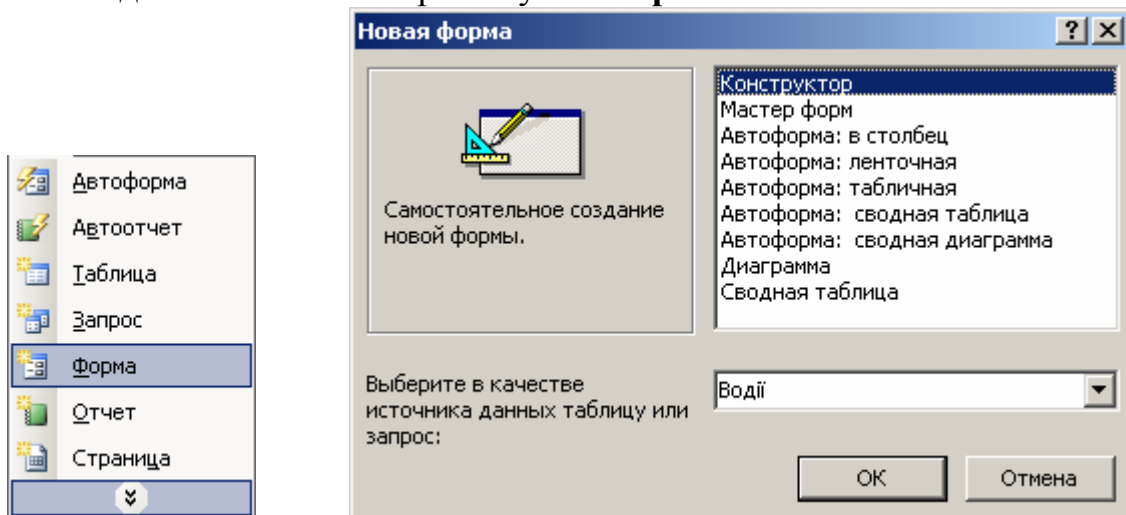 Новая форма
Конструктор
Мастер форм
Автоформа: в столбец
Автоформа: ленточная
Автоформа: табличная
Автоформа: сводная таблица
Автоформа: сводная диаграмма
Диаграмма
Сводная таблица
Самостоятельное создание
новой формы.
Выберите в качестве
источника данных таблицу или
запрос:
Водії
ОК
Отмена
Автоформа
Автоотчет
Таблица
Запрос
Форма
Отчет
Страница